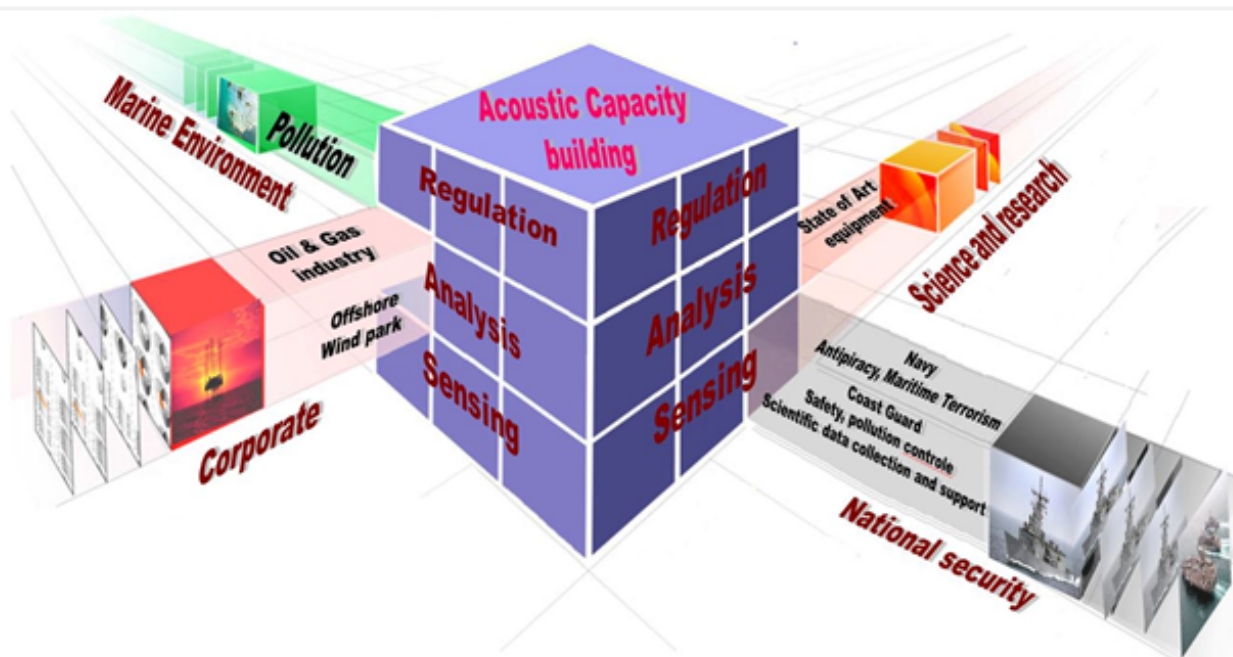 Acoustic Capacity
building
Regulation
Analysis
Sensing
Regulation
Analysis
Sensing
Marine Environment
Pollution
Oil & Gas
industry
Offshore
Wind park
Corporate
State of Art
equipment
Science and research
Navy
Antipiracy, Maritime Terrorism
Coast Guard
Safety, pollution controle
Scientific data collection and support
National security